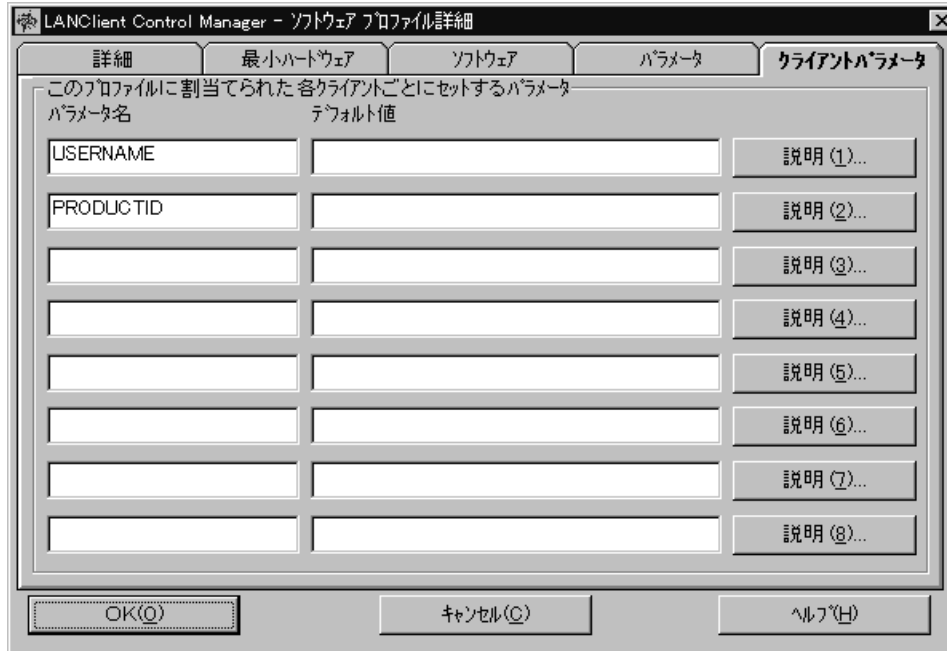 LANClient Control Manager - ソフトウェア プロファイル詳細
詳細 最小ハードウェア ソフトウェア パラメータ クライアントパラメータ
このプロファイルに割当てられた各クライアントごとにセットするパラメータ
パラメータ名 デフォルト値
USERNAME 説明(1)...
PRODUCTID 説明(2)...
説明(3)...
説明(4)...
説明(5)...
説明(6)...
説明(7)...
説明(8)...
OK(O) キャンセル(C) ヘルプ(H)